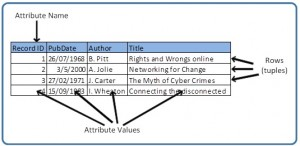 Attribute Name
Record ID PubDate Author Title
1 26/07/1968 B. Pitt Rights and Wrongs online
2 3/5/2000 A. Jolie Networking for Change
3 27/02/1971 J. Carter The Myth of Cyber Crimes
4 15/09/1983 I. Wheaton Connecting the disconnected
Rows
(tuples)
Attribute Values